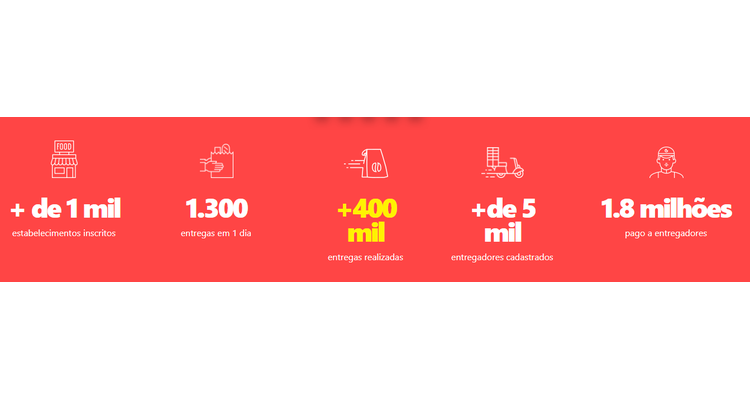 FOOD
+ de 1 mil
estabelecimentos inscritos
1.300
entregas em 1 dia
+400
mil
entregas realizadas
+de 5
mil
entregadores cadastrados
1.8 milhões
pago a entregadores